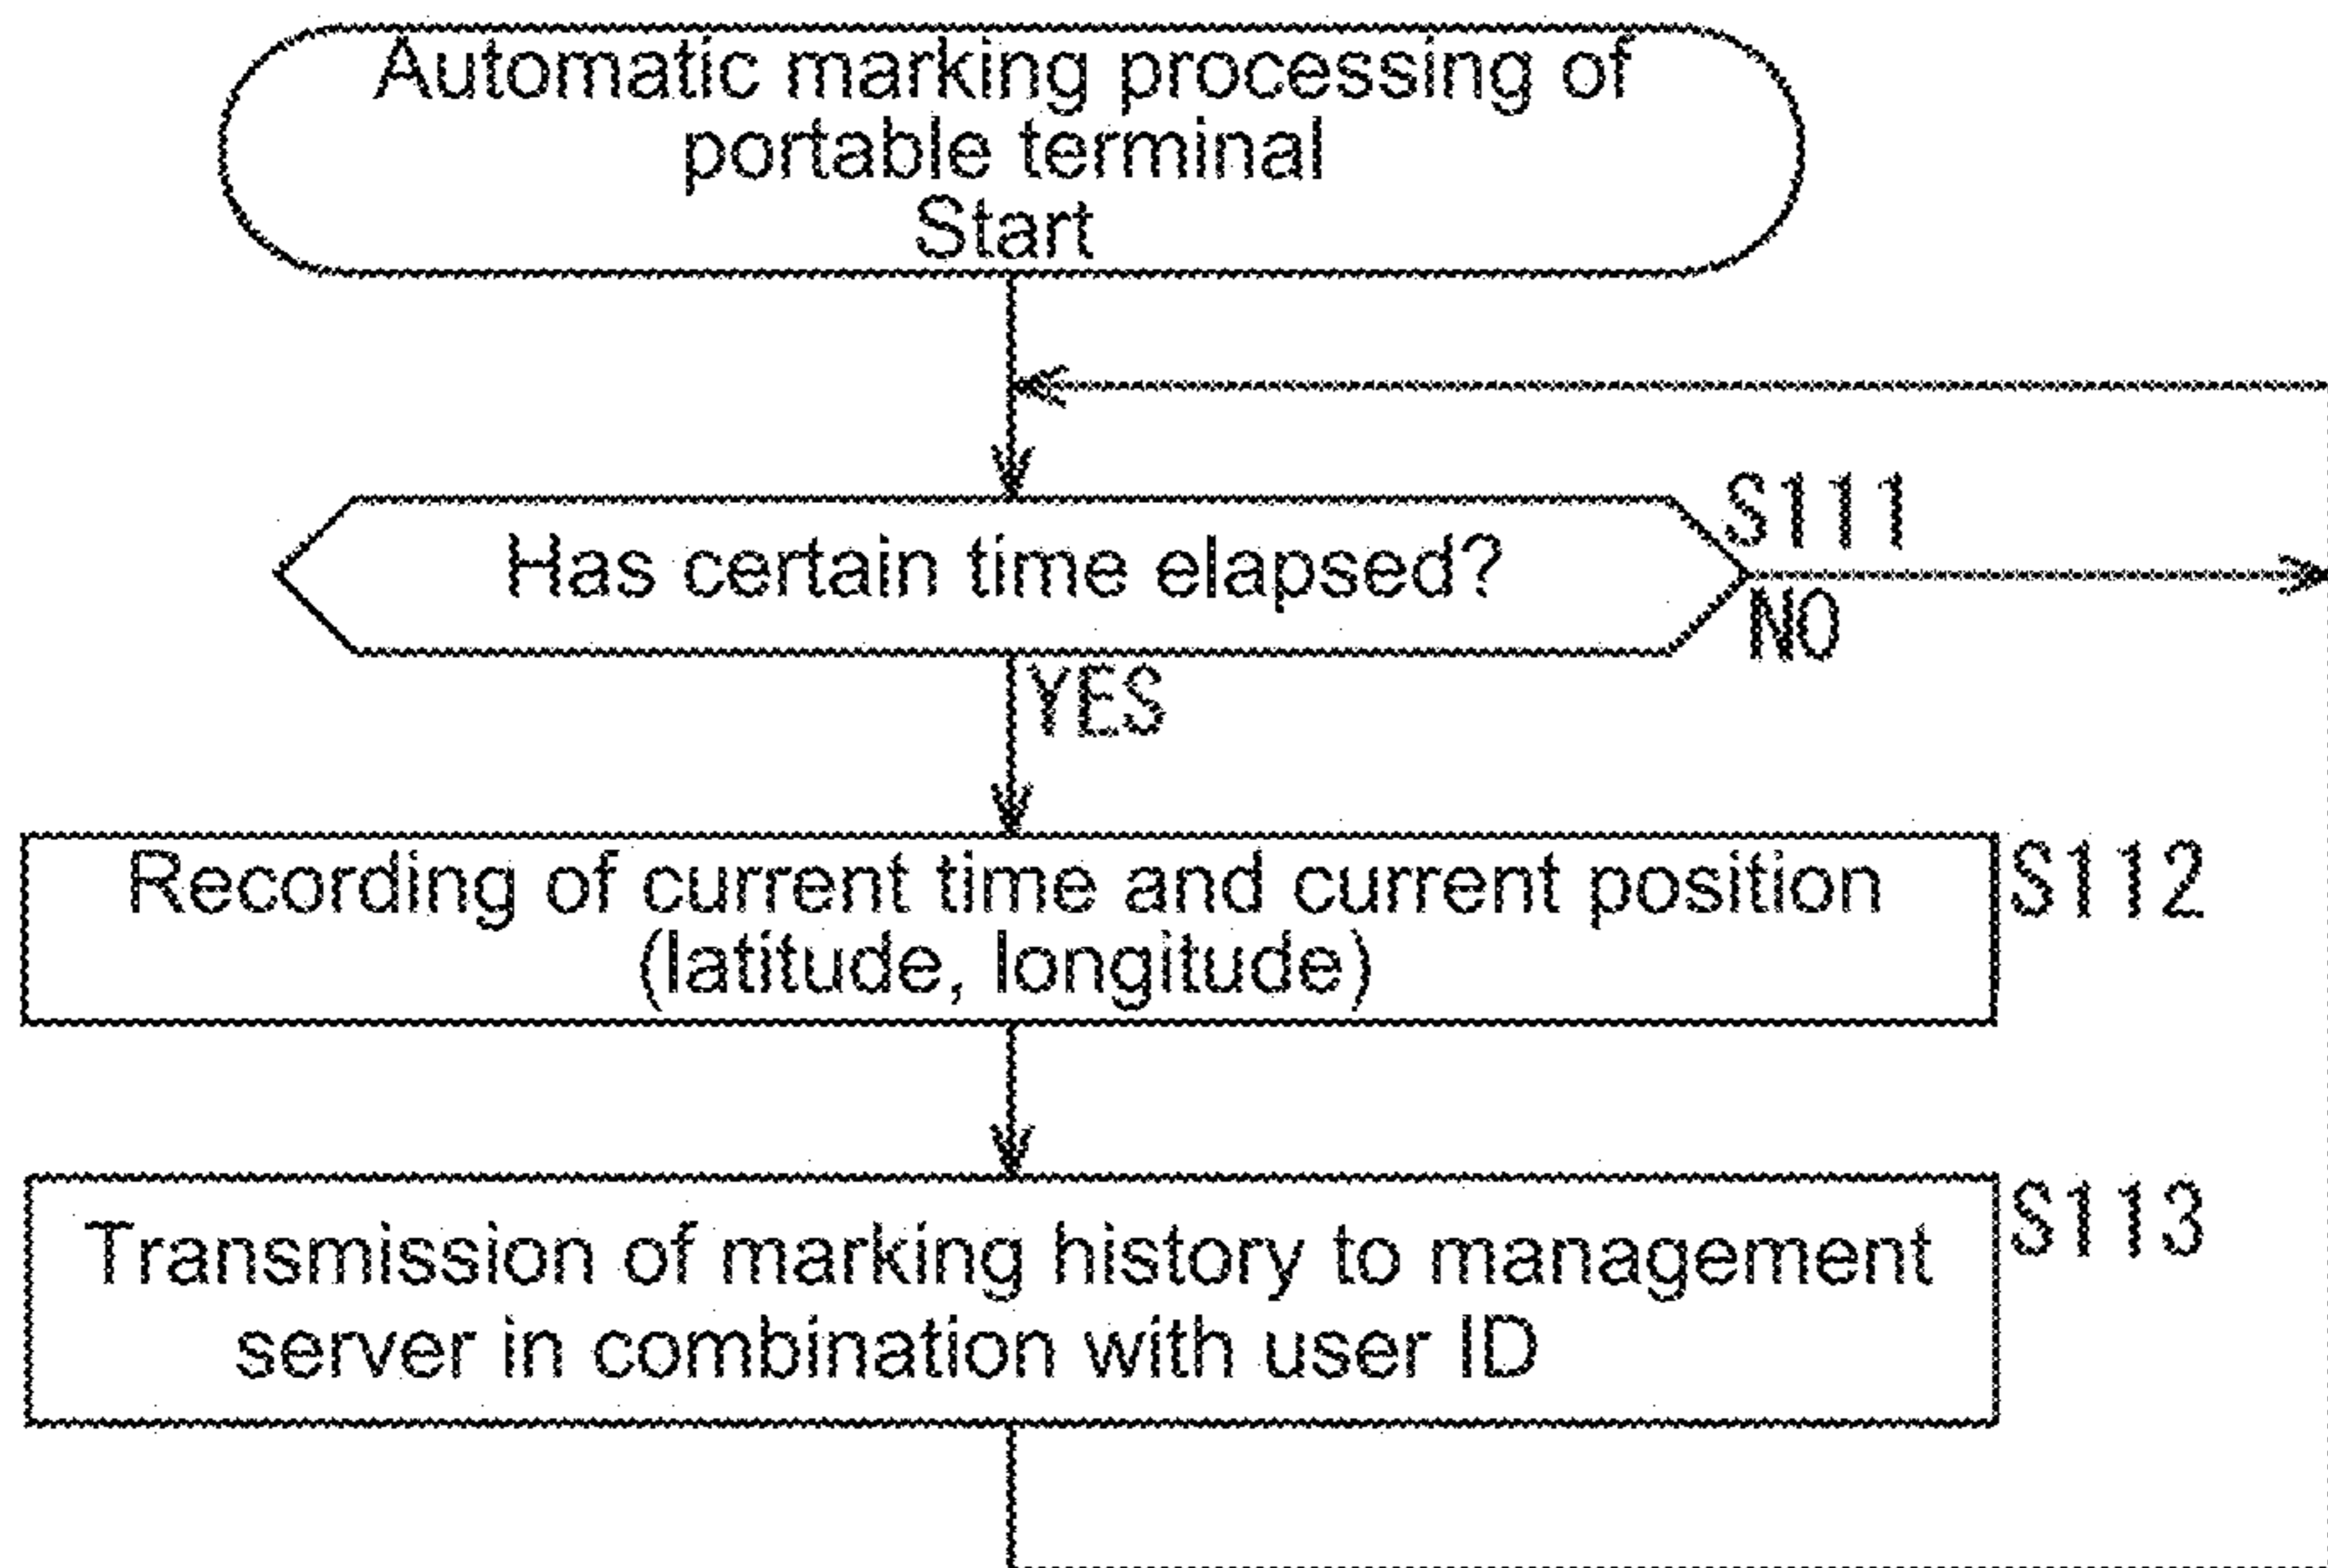 Automatic marking processing of
portable terminal
Start
S111
Has certain time elapsed?
NO
YES
Recording of current time and current position
(latitude, longitude)
S112
Transmission of marking history to management
server in combination with user ID
S113